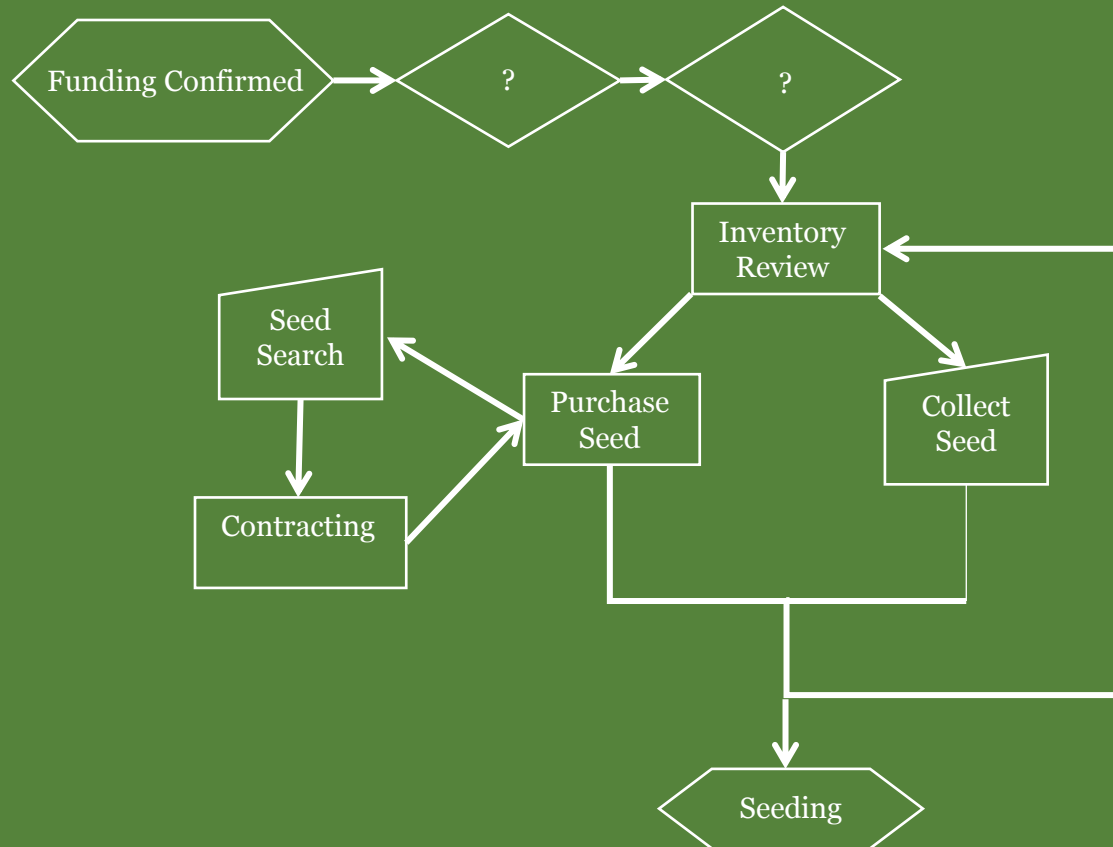 Funding Confirmed
?
?
Inventory
Review
Seed
Search
Purchase
Seed
Collect
Seed
Contracting
Seeding